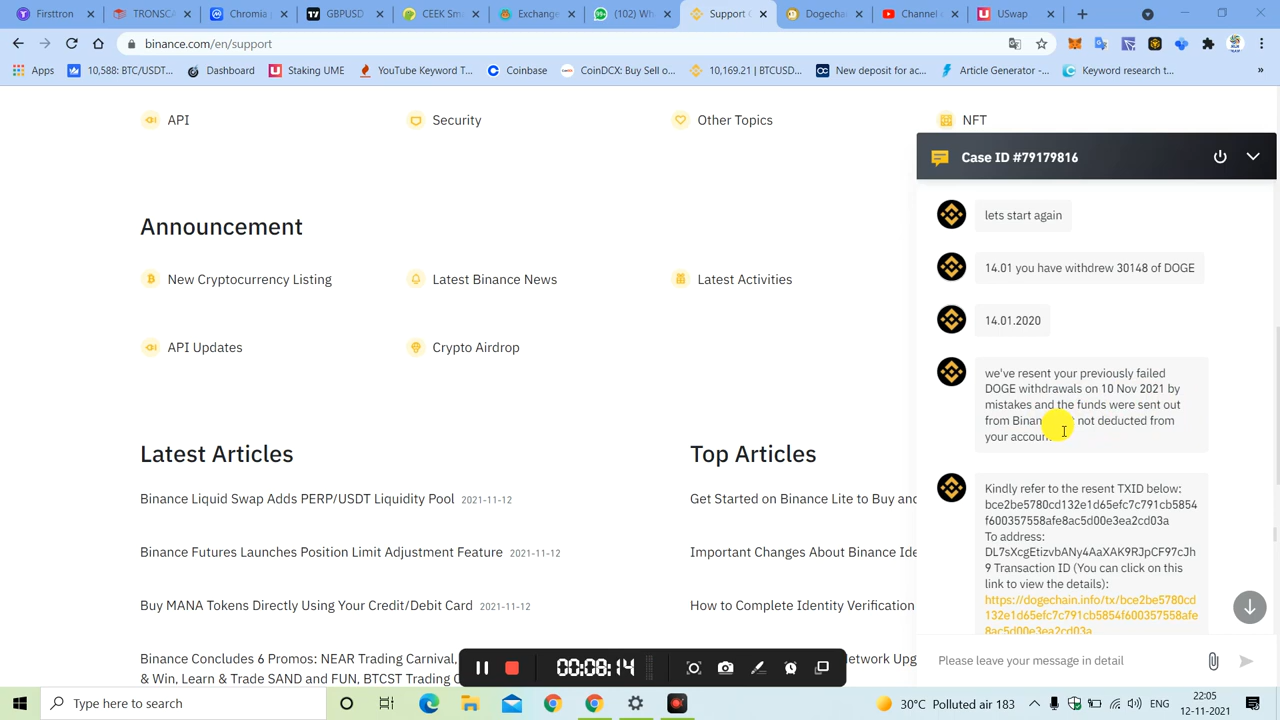 Firstrow
TRONSCA
GBPUSD
CEEK Sm
Exchange
(102) Wh
Support C
Dogecha
CH CAL
Unstake
binance.com/en/support
Apps
10,588: BTC/USDT...
Dashboard
Staking UME
YouTube Keyword T...
Coinbase
CoinDCX: Buy Sell o...
10,169.21 | BTCUSD...
New deposit for ac...
Article Generator -...
Keyword research t...
»
API
Security
Other Topics
NFT
Announcement
New Cryptocurrency Listing
Latest Binance News
Latest Activities
API Updates
Crypto Airdrop
Latest Articles
Top Articles
Binance Liquid Swap Adds PERP/USDT Liquidity Pool 2021-11-12
Get Started on Binance Lite to Buy and
Binance Futures Launches Position Limit Adjustment Feature 2021-11-12
Important Changes About Binance Ide
Buy MANA Tokens Directly Using Your Credit/Debit Card 2021-11-12
How to Complete Identity Verification
Binance Concludes 6 Promos: NEAR Trading Carnival,
& Win, Learn & Trade SAND and FUN, BTCST Trading C
Network Upg
Case ID #79179816
lets start again
14.01 you have withdrew 30148 of DOGE
14.01.2020
we've resent your previously failed
DOGE withdrawals on 10 Nov 2021 by
mistakes and the funds were sent out
from Binan not deducted from
your accoun
Kindly refer to the resent TXID below:
bce2be5780cd132e1d65efc7c791cb5854
f600357558afe8ac5d00e3ea2cd03a
To address:
DL7sXcgEtizvbANy4AaXAK9RJpCF97cJh
9 Transaction ID (You can click on this
link to view the details):
https://dogechain.info/tx/bce2be5780cd
132e1d65efc7c791cb5854f600357558afe
8ac5d00e3ea2cd03a
Please leave your message in detail
00:08:14
Type here to search
30°C Polluted air 183
ENG
22:05
12-11-2021